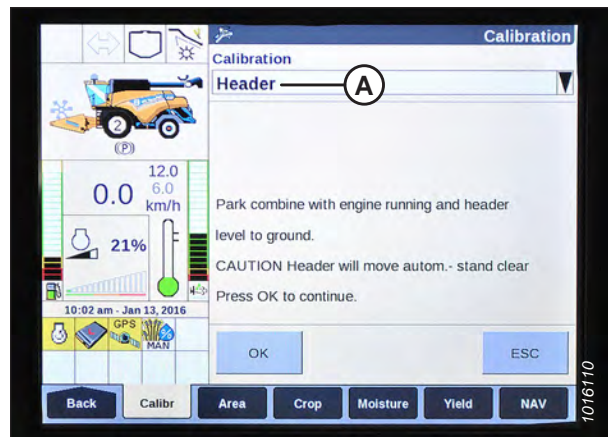 Calibration
Calibration
Header
A
2
(P)
12.0
6.0
0.0 km/h
21%
Park combine with engine running and header
level to ground.
CAUTION Header will move autom.- stand clear
Press OK to continue.
10:02 am - Jan 13, 2016
GPS
MAN
OK
ESC
Back
Calibr
Area
Crop
Moisture
Yield
NAV
1016110